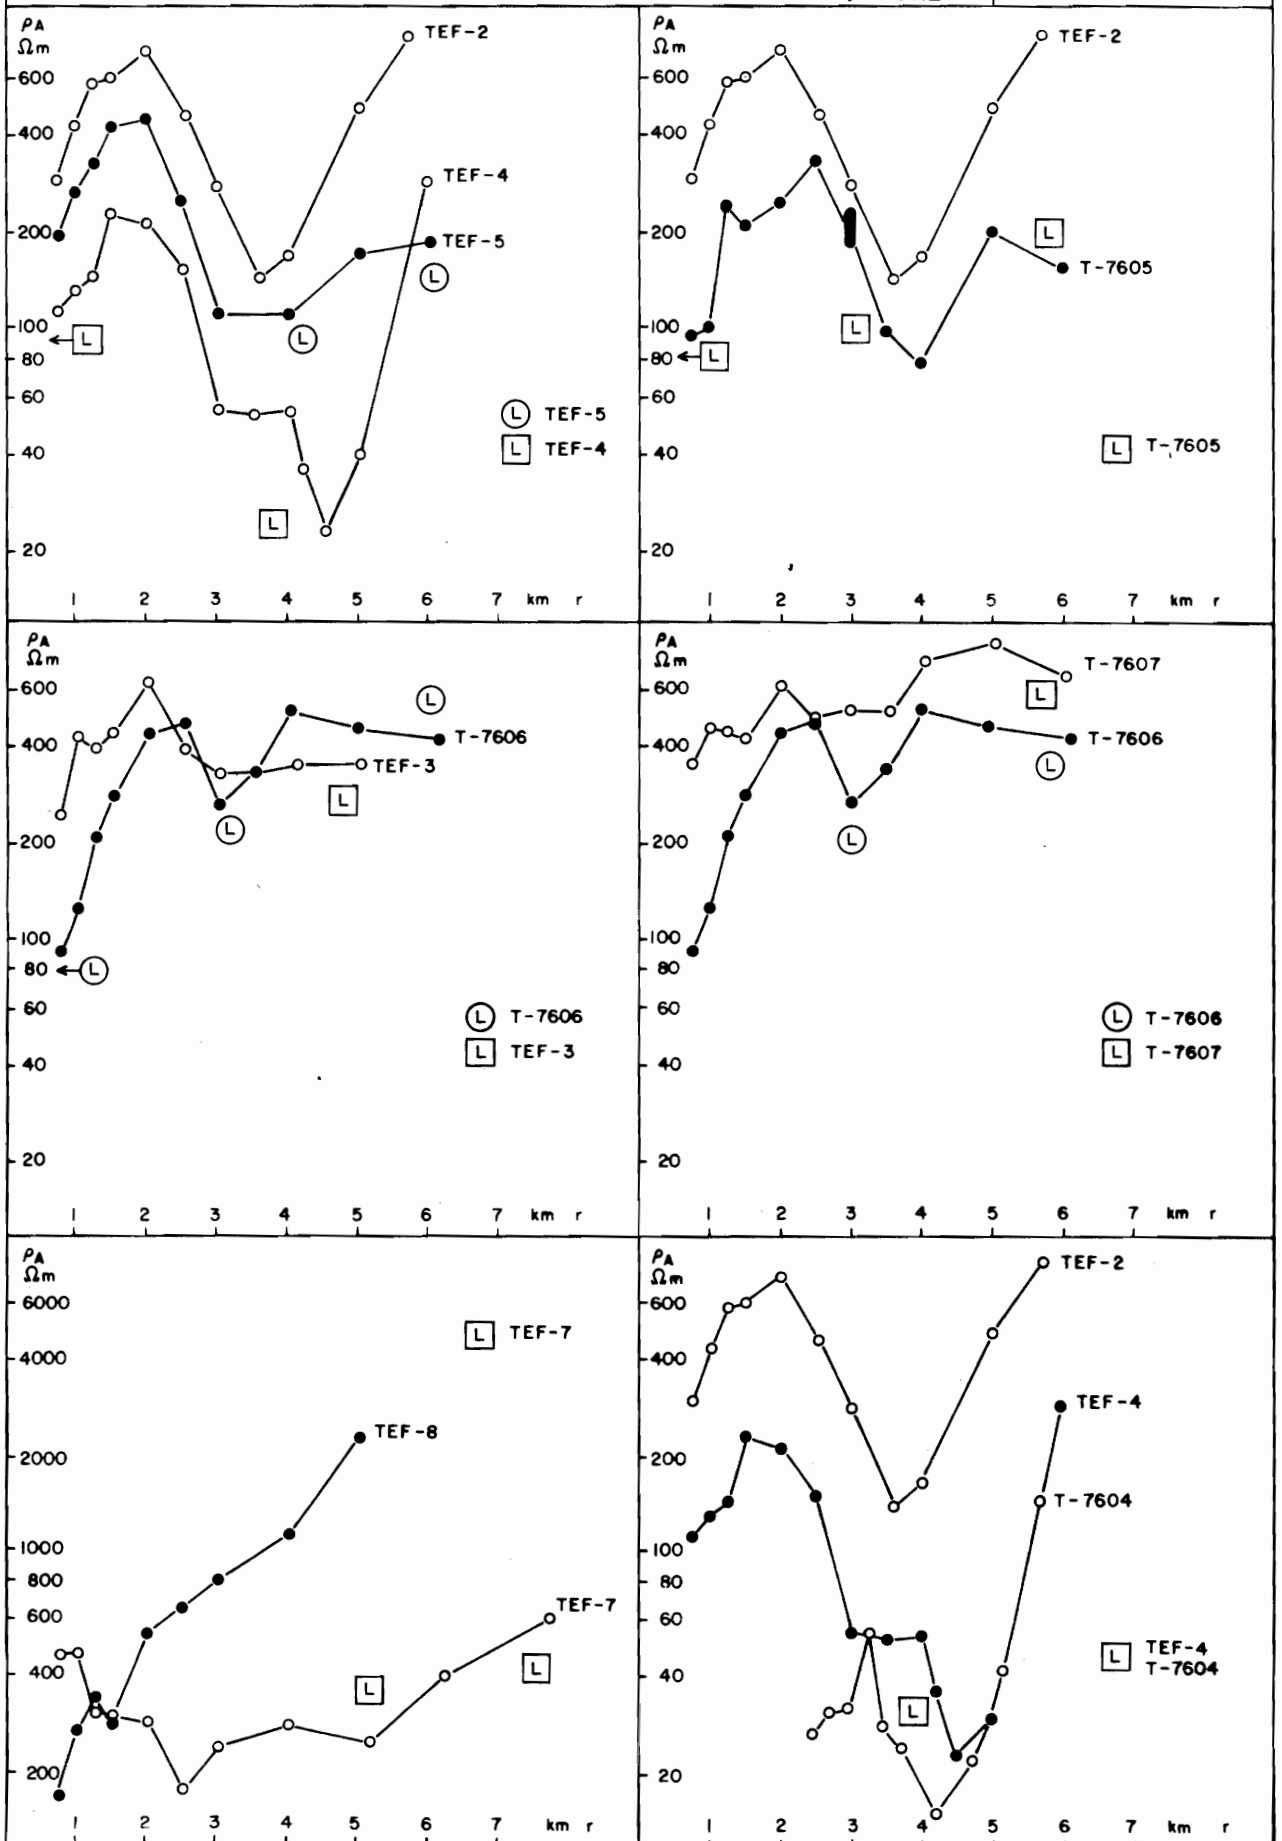 ρA
Ωm
600
400
200
100
80
60
40
20
TEF-2
TEF-4
TEF-5
L
L
L
L
L TEF-5
L TEF-4
1 2 3 4 5 6 7 km r
ρA
Ωm
600
400
200
100
80
60
40
20
TEF-2
L
T-7605
L
L
L T-7605
1 2 3 4 5 6 7 km r
ρA
Ωm
600
400
200
100
80
60
40
20
L
T-7606
TEF-3
L
L
L
L T-7606
L TEF-3
1 2 3 4 5 6 7 km r
ρA
Ωm
600
400
200
100
80
60
40
20
T-7607
L
T-7606
L
L
L T-7606
L T-7607
1 2 3 4 5 6 7 km r
ρA
Ωm
6000
4000
2000
1000
800
600
400
200
L TEF-7
TEF-8
TEF-7
L
L
1 2 3 4 5 6 7 km r
ρA
Ωm
600
400
200
100
80
60
40
20
TEF-2
TEF-4
T-7604
L TEF-4
T-7604
L
1 2 3 4 5 6 7 km r